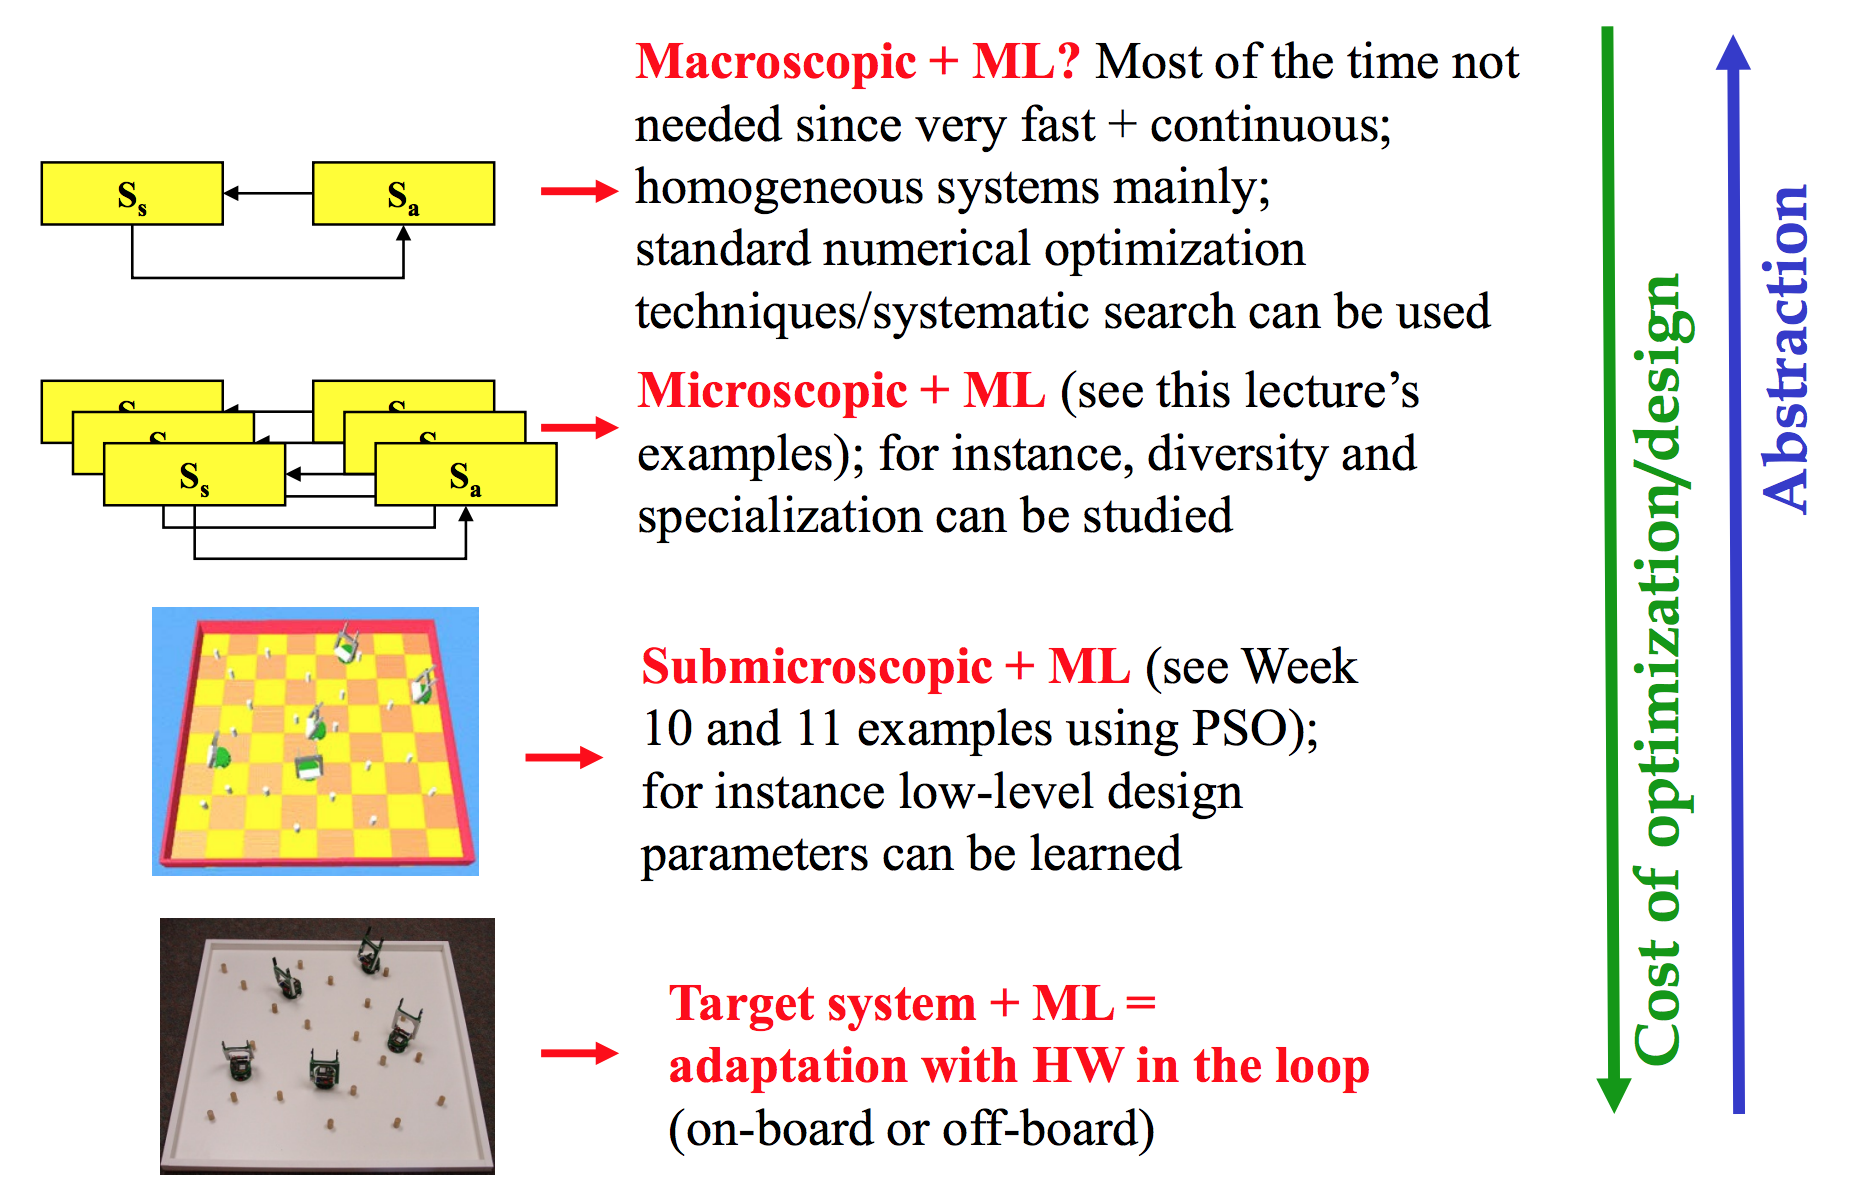 Macroscopic + ML? Most of the time not
needed since very fast + continuous;
homogeneous systems mainly;
standard numerical optimization
techniques/systematic search can be used
Ss
Sa
Microscopic + ML (see this lecture’s
examples); for instance, diversity and
specialization can be studied
S
S
S
S
Ss
Sa
Submicroscopic + ML (see Week
10 and 11 examples using PSO);
for instance low-level design
parameters can be learned
Target system + ML =
adaptation with HW in the loop
(on-board or off-board)
Cost of optimization/design
Abstraction